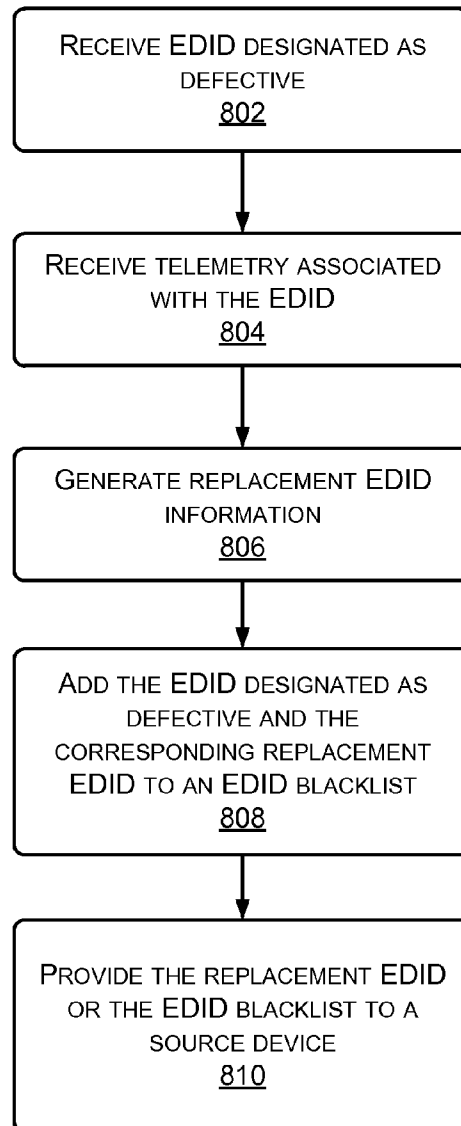 RECEIVE EDID DESIGNATED AS
DEFECTIVE
802
RECEIVE TELEMETRY ASSOCIATED
WITH THE EDID
804
GENERATE REPLACEMENT EDID
INFORMATION
806
ADD THE EDID DESIGNATED AS
DEFECTIVE AND THE
CORRESPONDING REPLACEMENT
EDID TO AN EDID BLACKLIST
808
PROVIDE THE REPLACEMENT EDID
OR THE EDID BLACKLIST TO A
SOURCE DEVICE
810